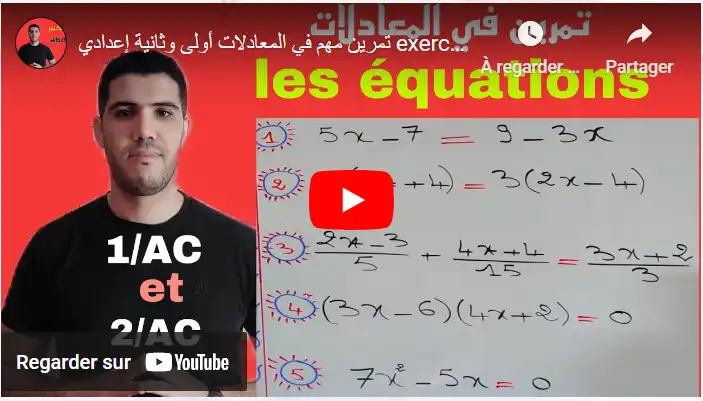 تمرين في المعادلات
تمرين مهم في المعادلات أولى وثانية إعدادي exerc...
À regarder ...
Partager
les équations
1 5x - 7 = 9 - 3x
2 + 4) = 3(2x - 4)
3 (2x - 3)/5 + (4x + 4)/15 = (3x + 2)/3
4 (3x - 6)(4x + 2) = 0
5 7x² - 5x = 0
1/AC
et
2/AC
Regarder sur YouTube